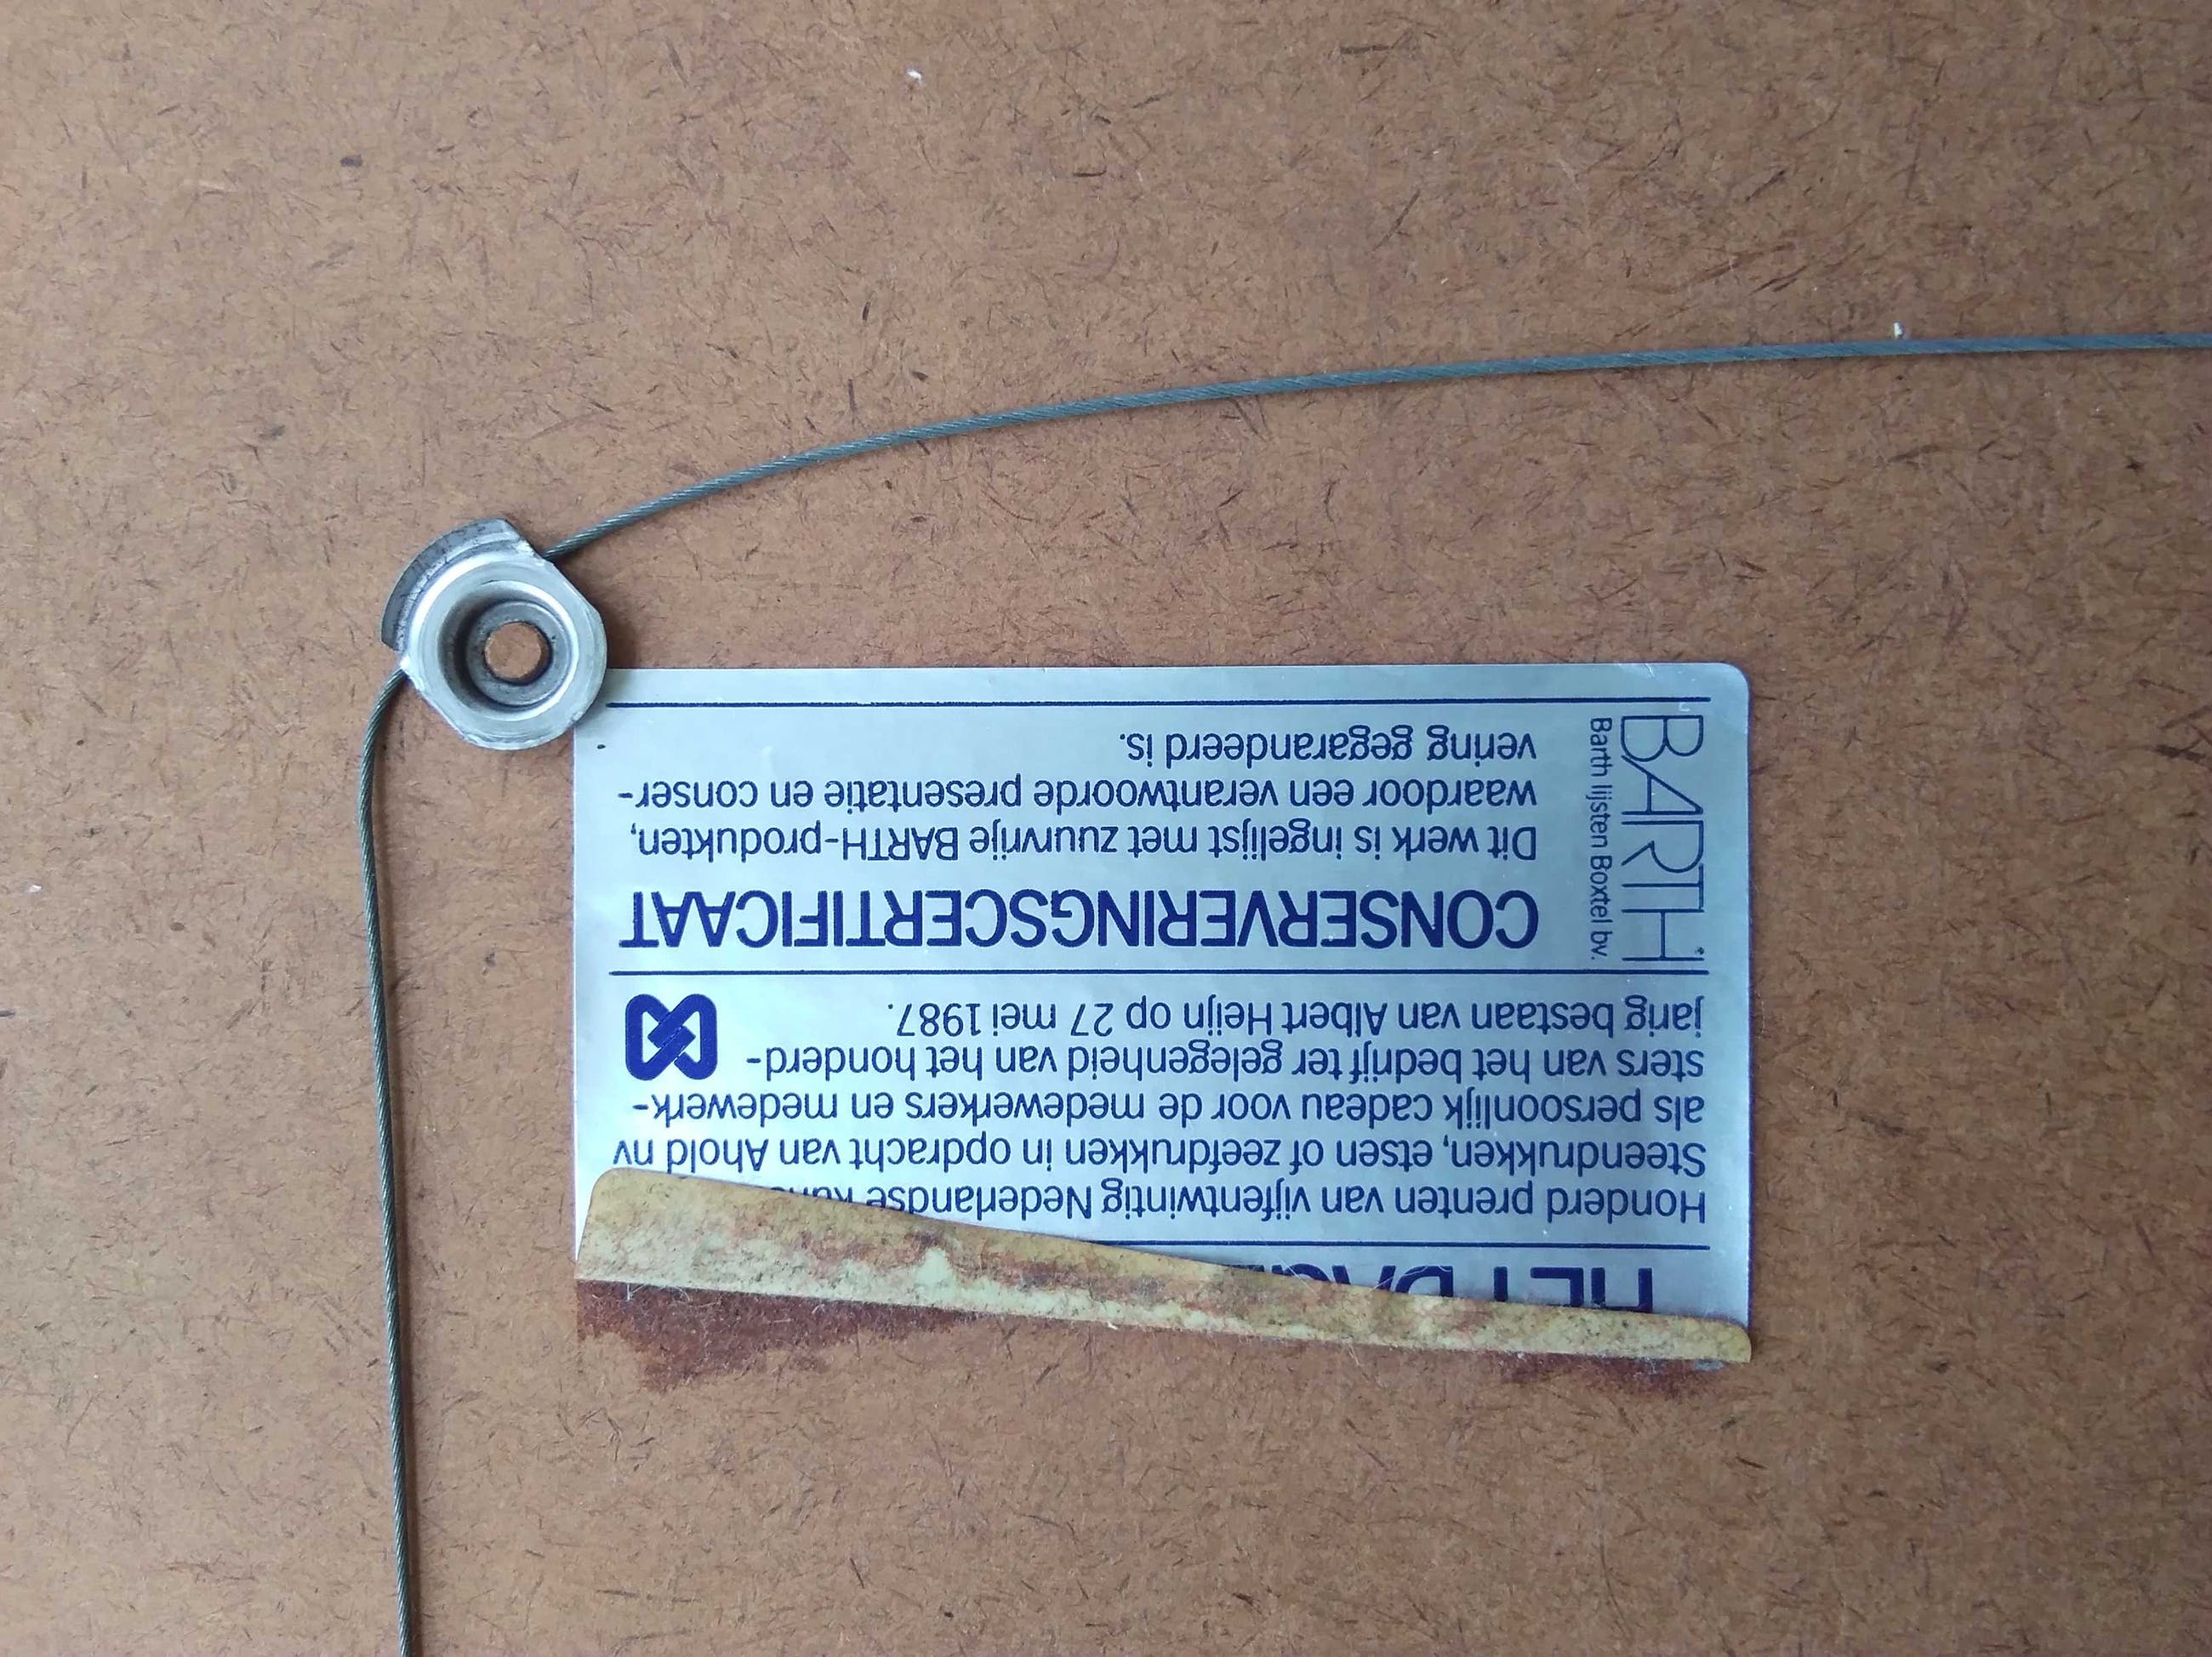 HET
Honderd prenten van vijfentwintig Nederlandse
Steendrukken, etsen of zeefdrukken in opdracht van Ahold nv
als persoonlijk cadeau voor de medewerkers en medewerk-
sters van het bedrijf ter gelegenheid van het honderd-
jarig bestaan van Albert Heijn op 27 mei 1987.
CONSERVERINGSCERTIFICAAT
Dit werk is ingelijst met zuurvrije BARTH-produkten,
waardoor een verantwoorde presentatie en conser-
vering gegarandeerd is.
BARTH
Barth lijsten Boxtel bv.